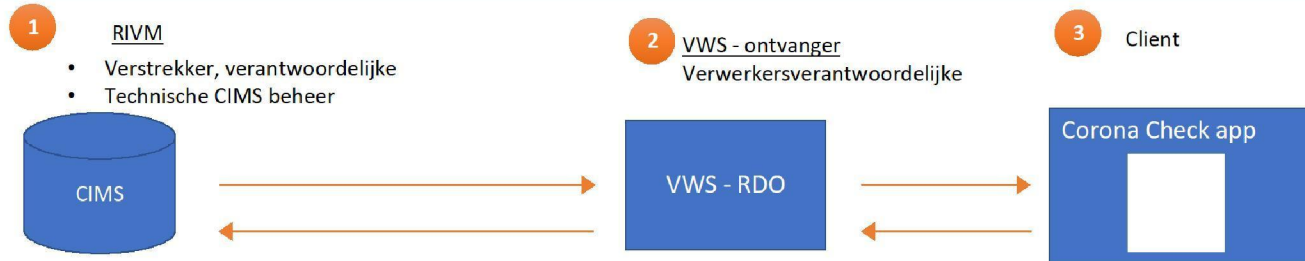 1
RIVM
• Verstrekker, verantwoordelijke
• Technische CIMS beheer
CIMS
2
VWS - ontvanger
Verwerkersverantwoordelijke
VWS - RDO
3
Client
Corona Check app